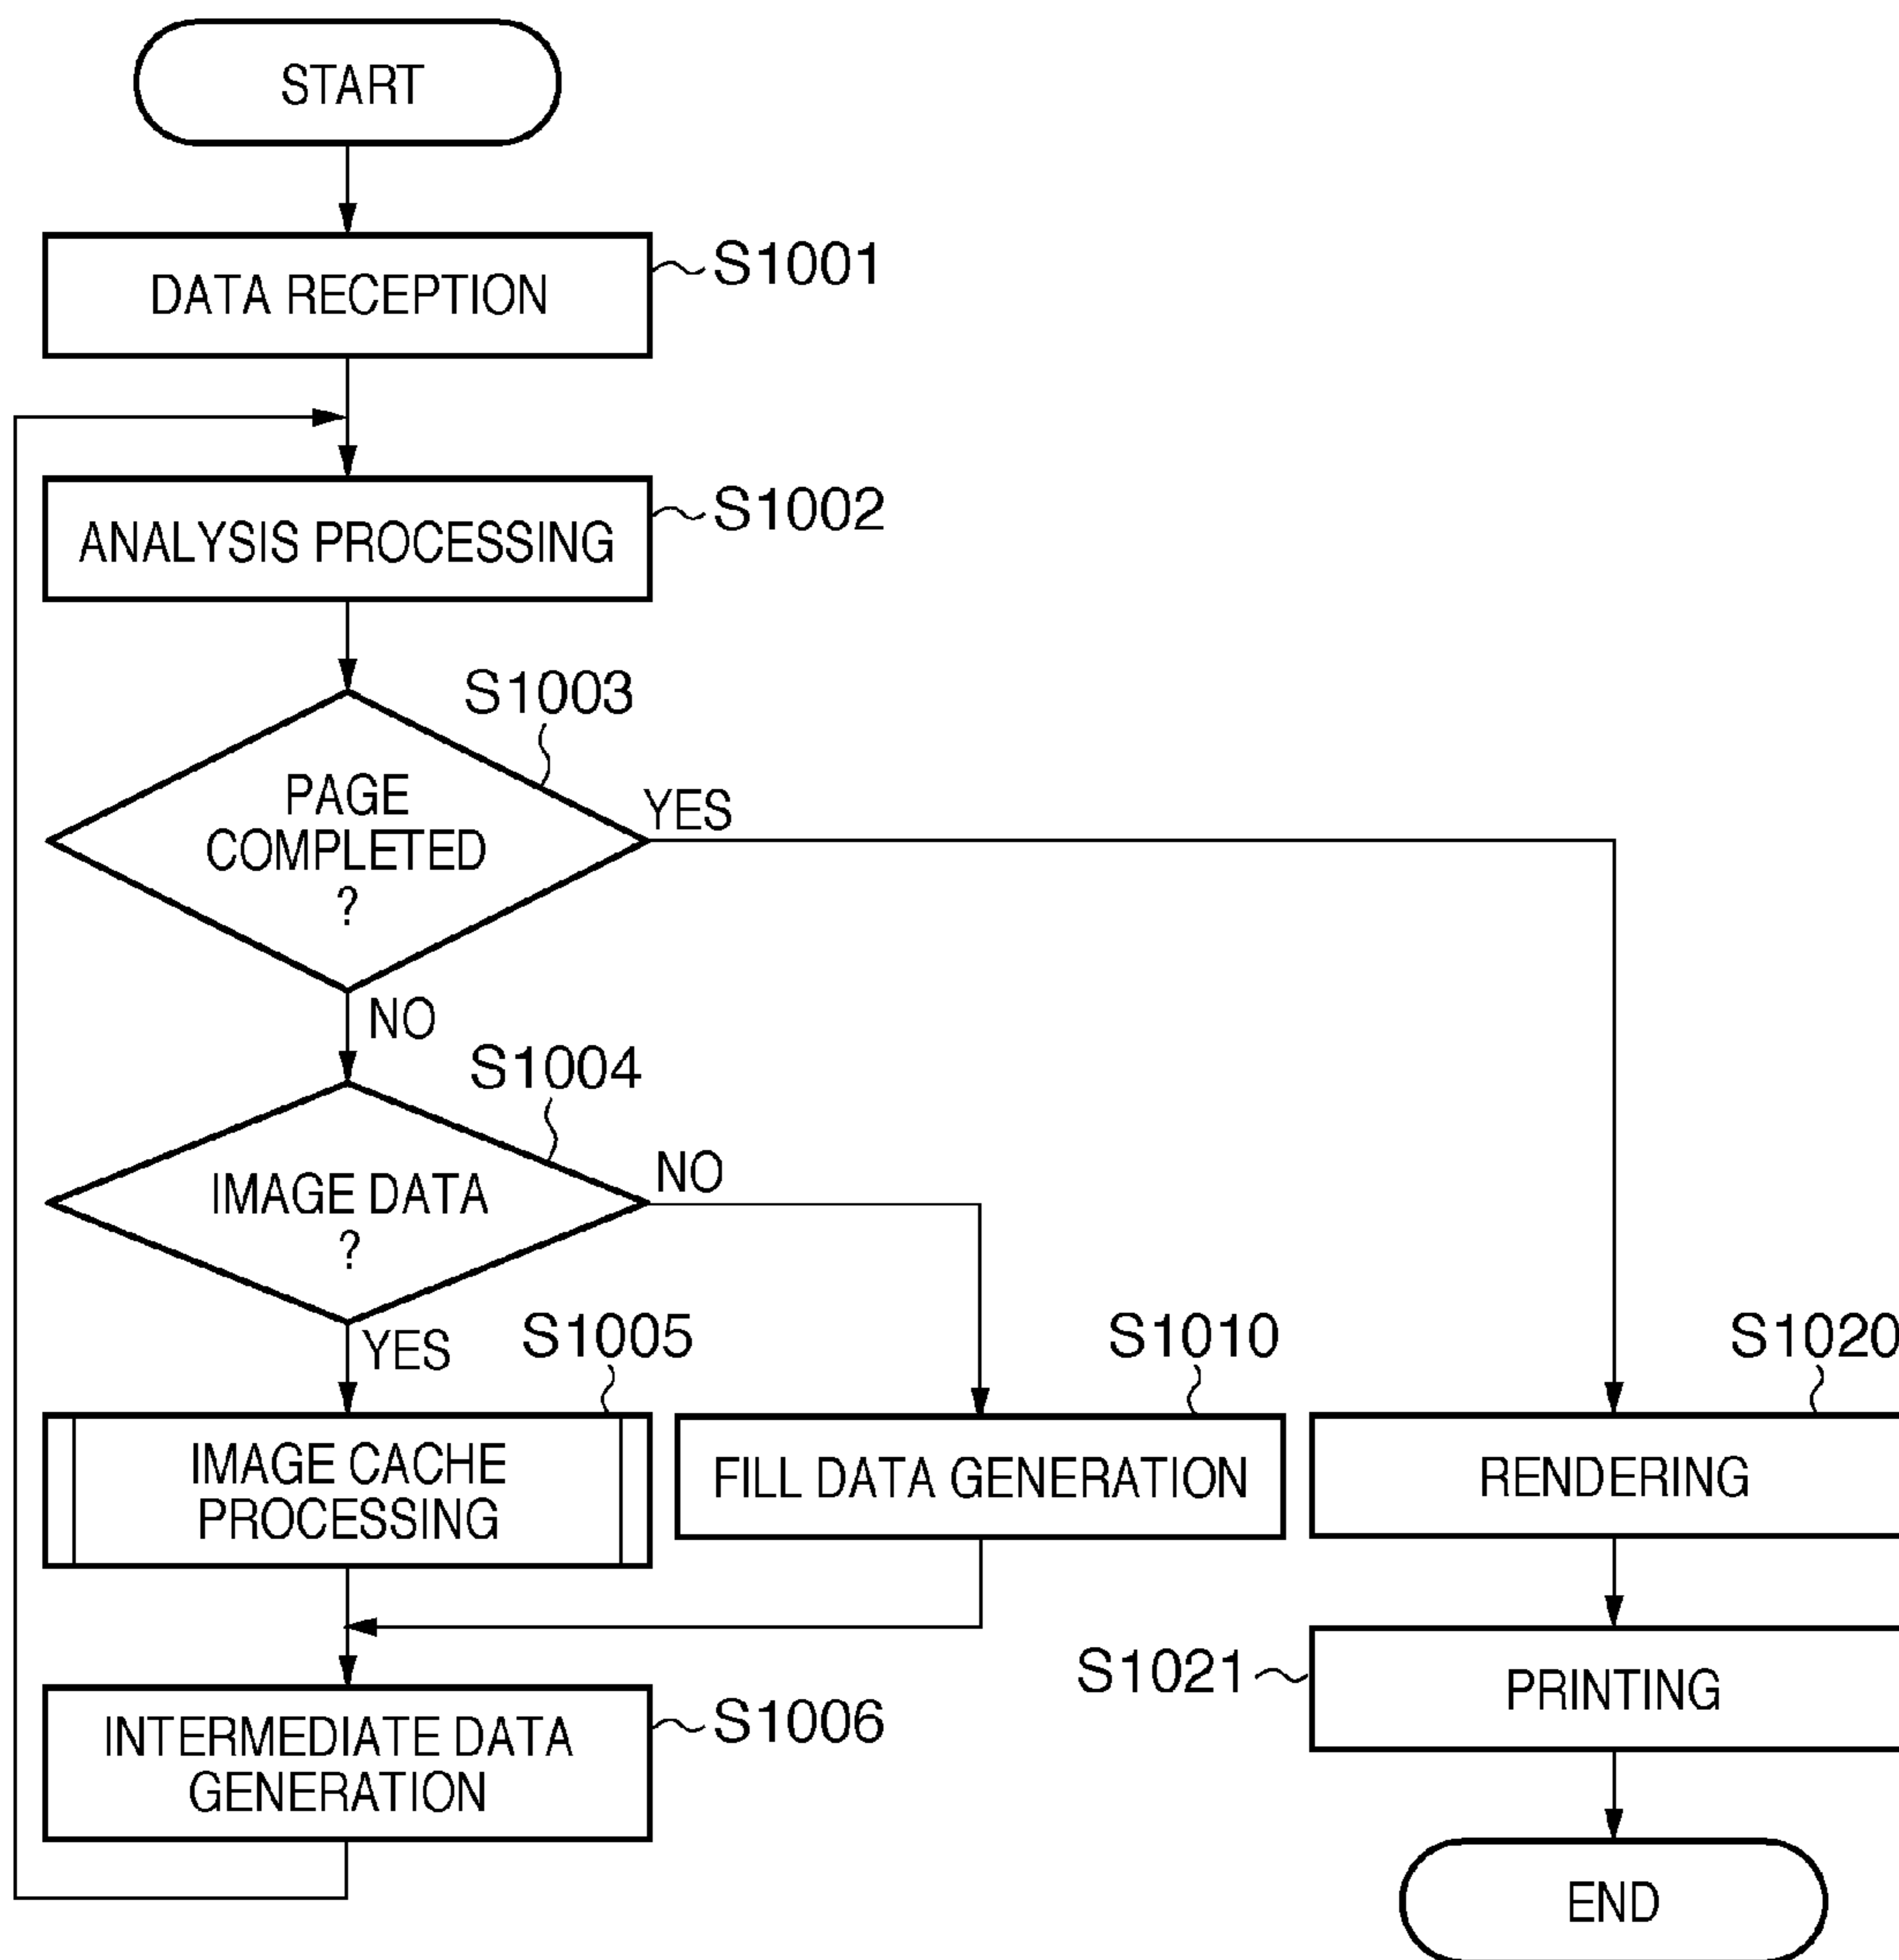 START
DATA RECEPTION
S1001
ANALYSIS PROCESSING
S1002
S1003
PAGE
COMPLETED
?
YES
NO
S1004
IMAGE DATA
?
NO
YES
S1005
IMAGE CACHE
PROCESSING
S1010
FILL DATA GENERATION
S1020
RENDERING
S1021
PRINTING
INTERMEDIATE DATA
GENERATION
S1006
END